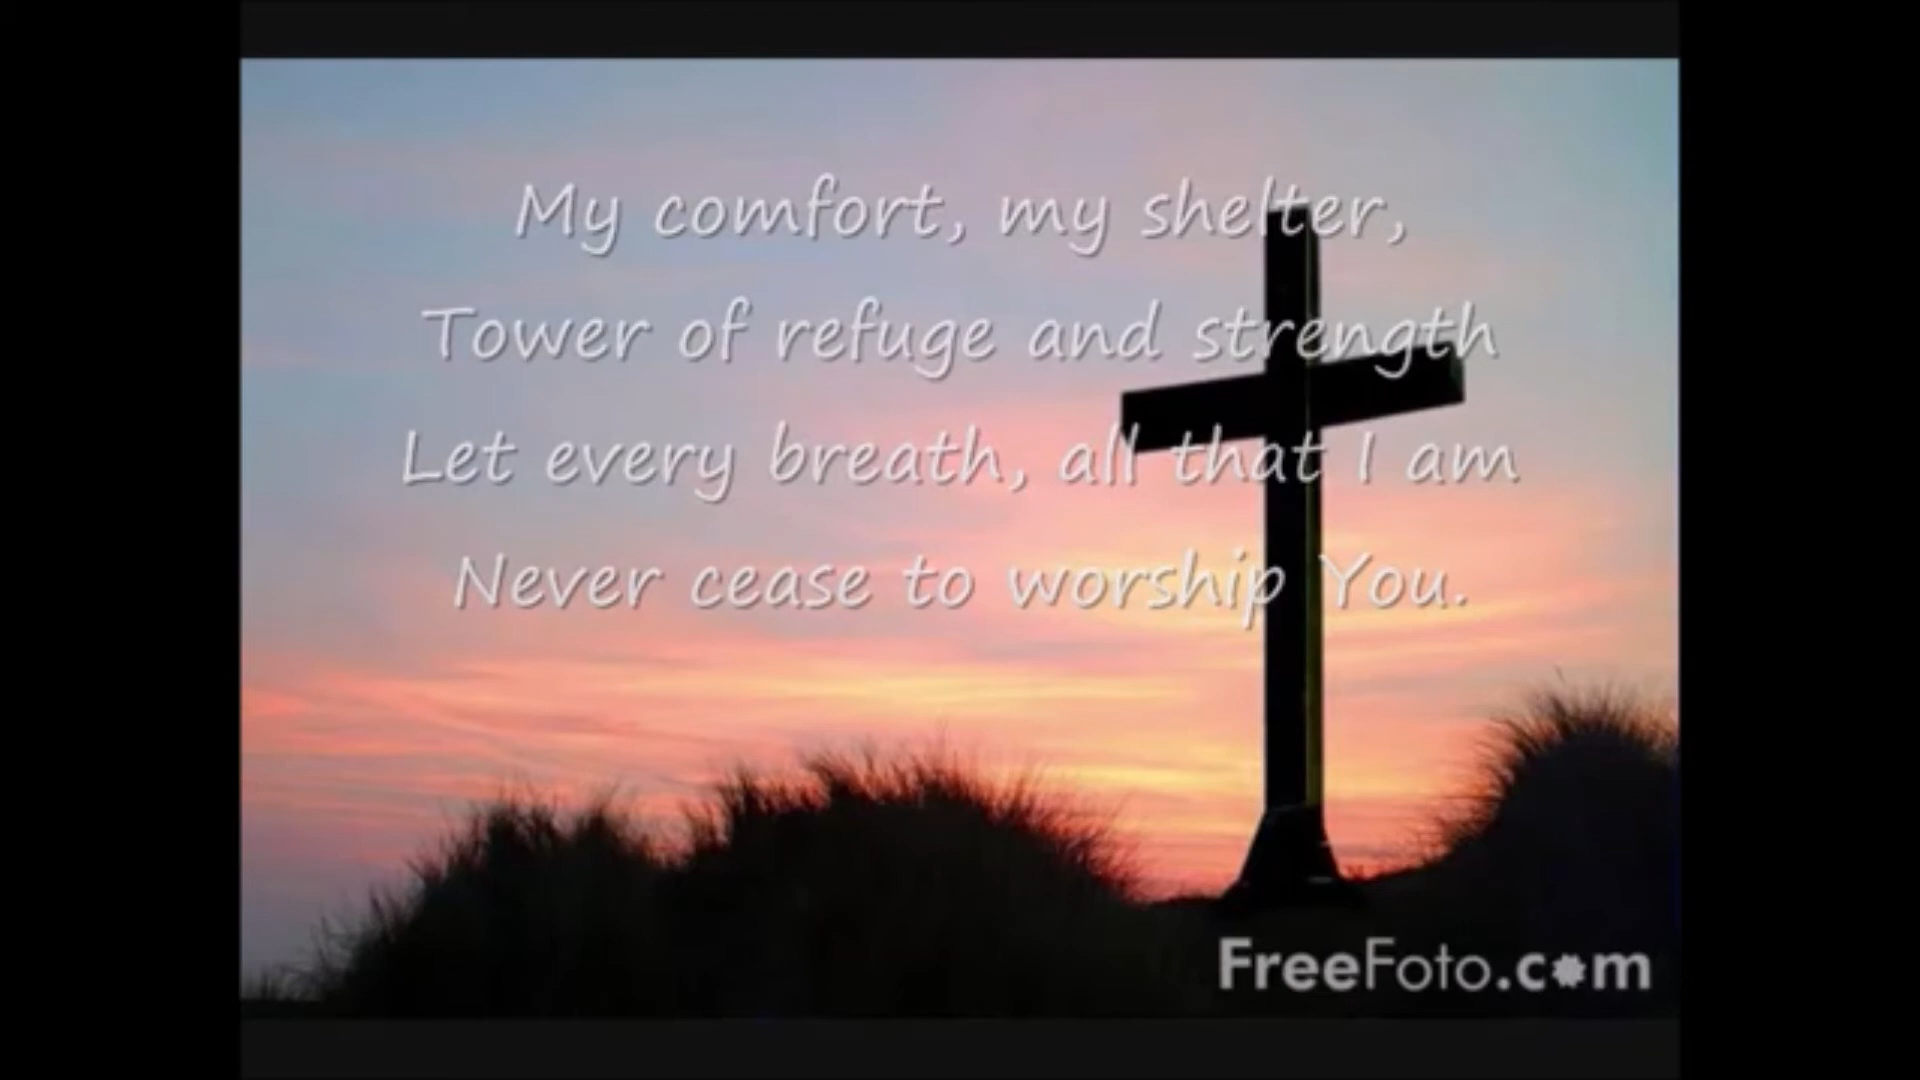 My comfort, my shelter,
Tower of refuge and strength
Let every breath, all that I am
Never cease to worship You.
FreeFoto.com